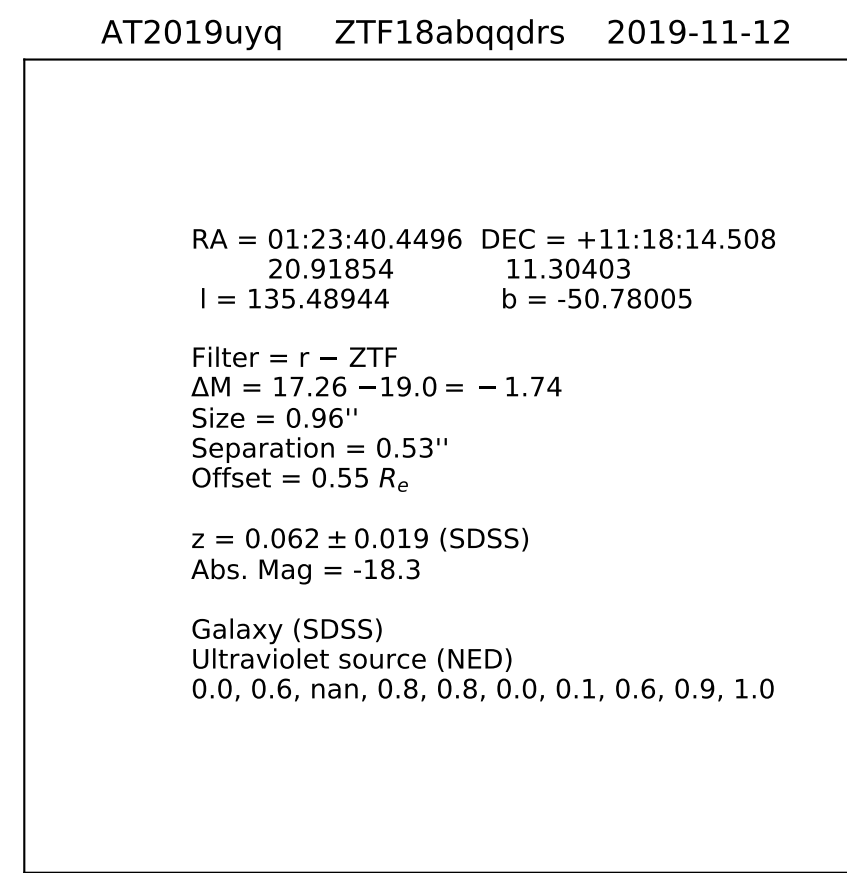 AT2019uyq ZTF18abqqdrs 2019-11-12
RA = 01:23:40.4496 DEC = +11:18:14.508
20.91854 11.30403
l = 135.48944 b = -50.78005
Filter = r − ZTF
ΔM = 17.26 −19.0 = − 1.74
Size = 0.96''
Separation = 0.53''
Offset = 0.55 Rₑ
z = 0.062 ± 0.019 (SDSS)
Abs. Mag = -18.3
Galaxy (SDSS)
Ultraviolet source (NED)
0.0, 0.6, nan, 0.8, 0.8, 0.0, 0.1, 0.6, 0.9, 1.0